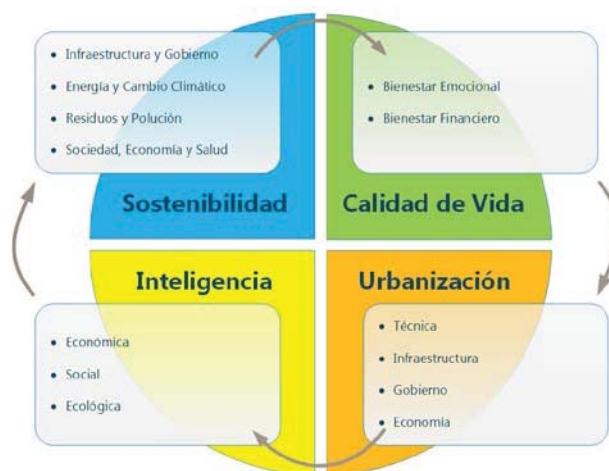 • Infraestructura y Gobierno
• Energía y Cambio Climático
• Residuos y Polución
• Sociedad, Economía y Salud
Sostenibilidad
• Bienestar Emocional
• Bienestar Financiero
Calidad de Vida
Inteligencia
• Económica
• Social
• Ecológica
Urbanización
• Técnica
• Infraestructura
• Gobierno
• Economía